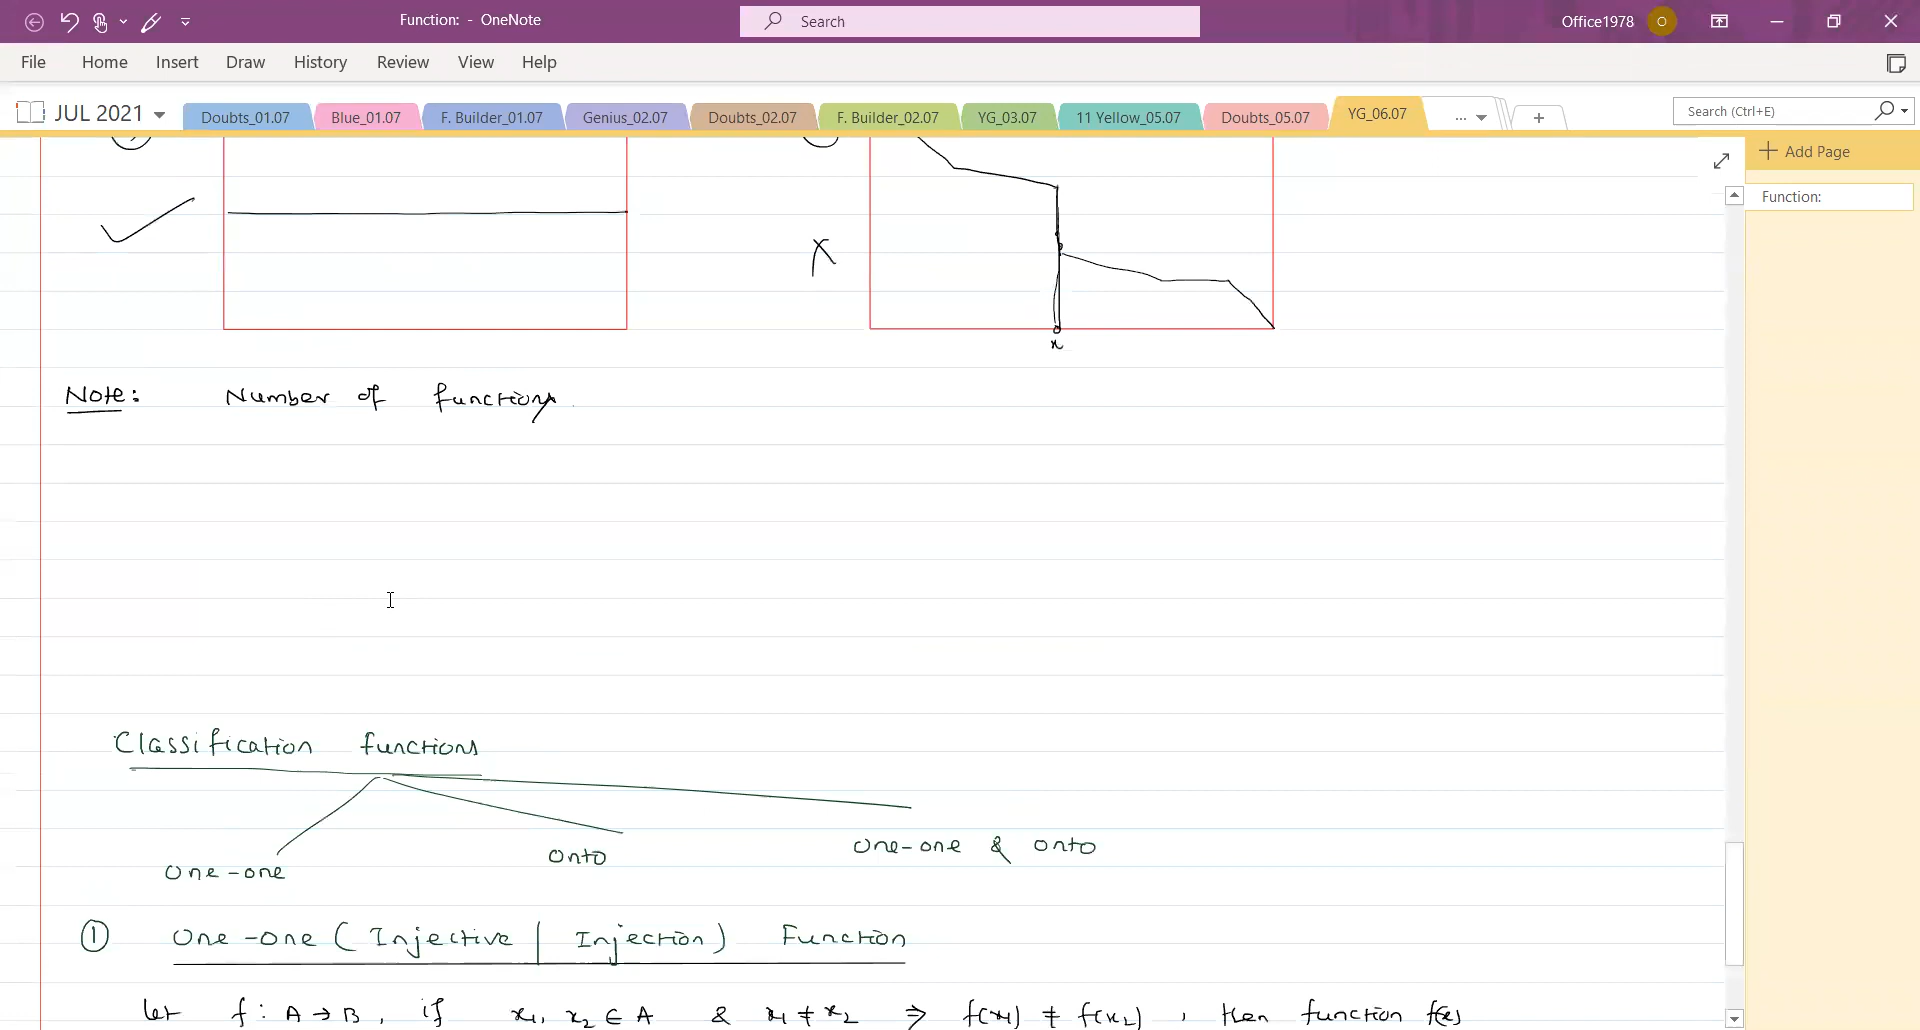 Function: - OneNote
Search
Office1978
O
File Home Insert Draw History Review View Help
JUL 2021
Doubts_01.07 Blue_01.07 F. Builder_01.07 Genius_02.07 Doubts_02.07 F. Builder_02.07 YG_03.07 11 Yellow_05.07 Doubts_05.07 YG_06.07 ... +
Search (Ctrl+E)
Add Page
Function:
x
Note: Number of functions
Classification functions
One-one
Onto
One-one & Onto
① One-one (Injective | Injection) Function
let f : A → B, if x₁, x₂ ∈ A & x₁ ≠ x₂ ⇒ f(x₁) ≠ f(x₂), then function f(x)